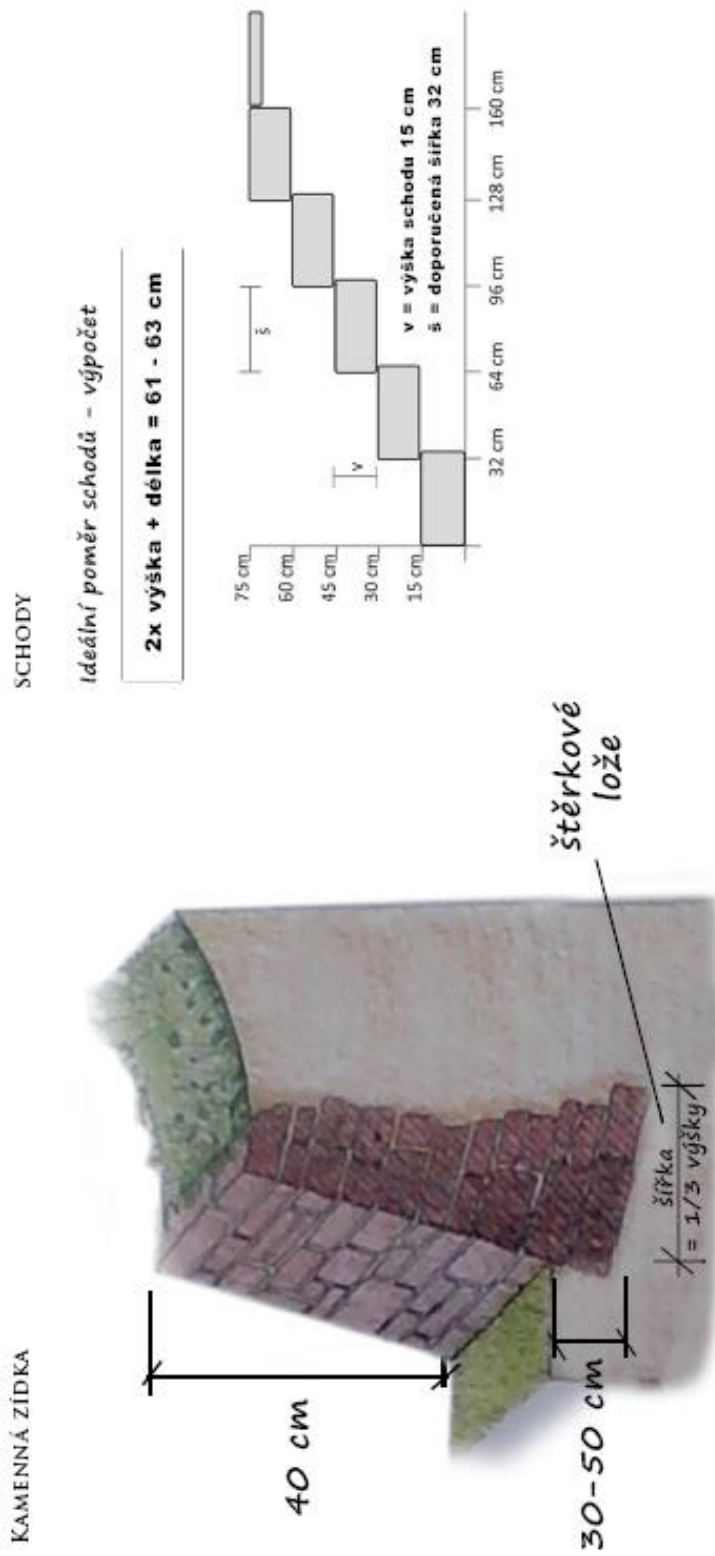 KAMENNÁ ZÍDKA
40 cm
30-50 cm
šířka
= 1/3 výšky
štěrkové
lože
SCHODY
Ideální poměr schodů - výpočet
2x výška + délka = 61 - 63 cm
75 cm
60 cm
45 cm
30 cm
15 cm
v
š
v = výška schodu 15 cm
š = doporučená šířka 32 cm
32 cm
64 cm
96 cm
128 cm
160 cm